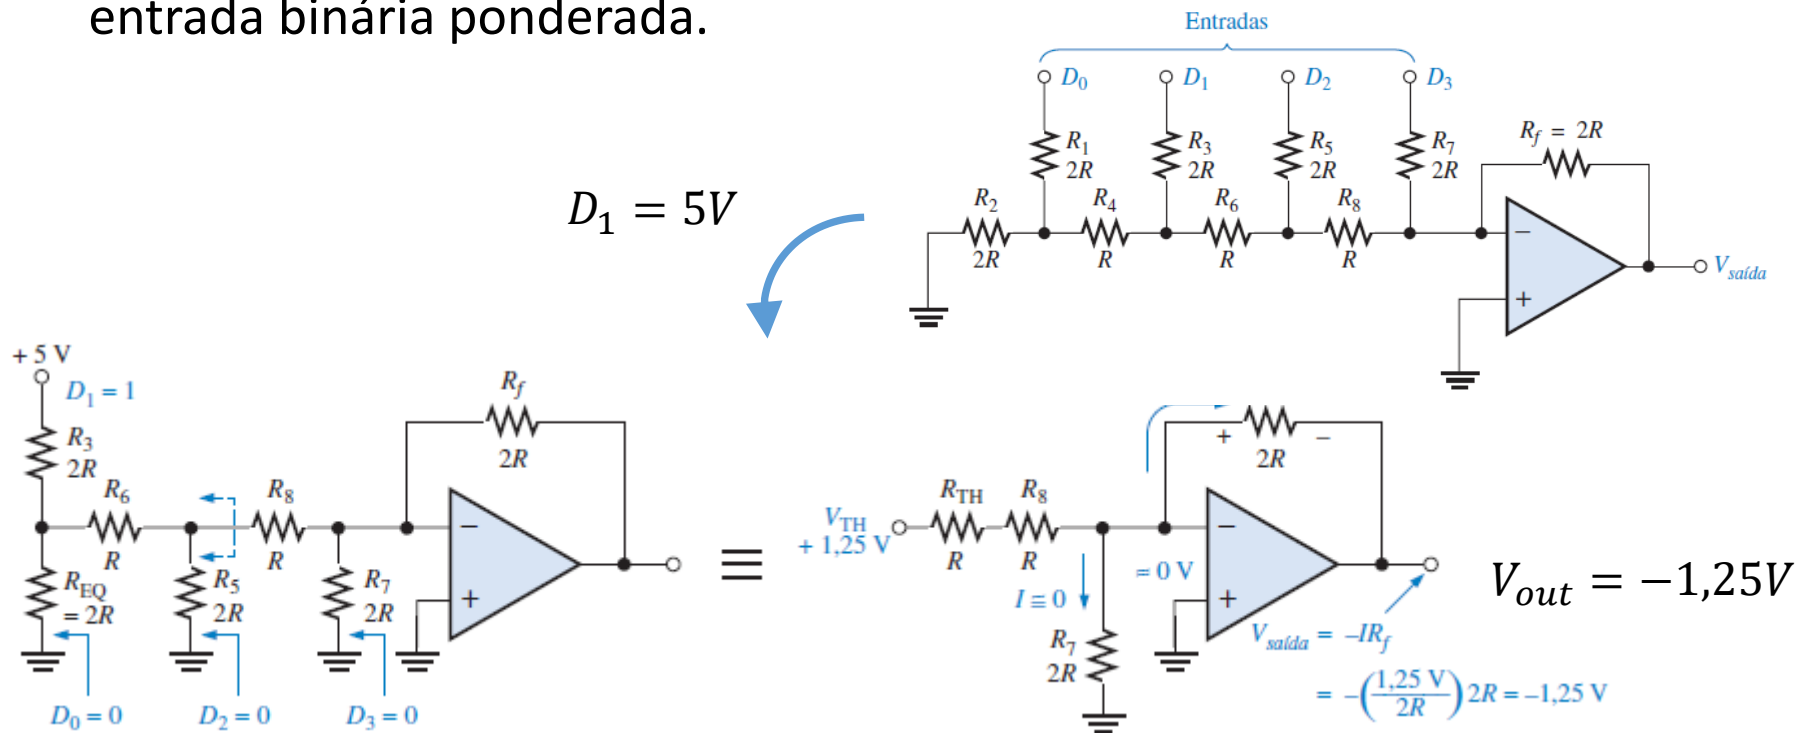 entrada binária ponderada.
Entradas
D0 D1 D2 D3
R1 2R R3 2R R5 2R R7 2R
Rf = 2R
R2 2R R4 R R6 R R8 R
−
+
Vsaída
D1 = 5V
+ 5 V
D1 = 1
R3
2R
R6
R
REQ
= 2R
R5
2R
R8
R
R7
2R
Rf
2R
−
+
D0 = 0
D2 = 0
D3 = 0
≡
VTH
+ 1,25 V
RTH
R
R8
R
I ≡ 0
R7
2R
+ −
2R
= 0 V
−
+
Vsaída = –IRf
= –(1,25 V / 2R) 2R = –1,25 V
Vout = −1,25V